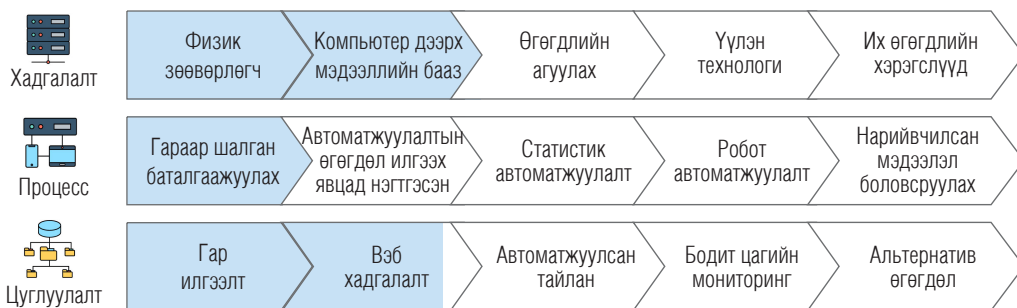 Хадгалалт
Физик
зөөвөрлөгч
Компьютер дээрх
мэдээллийн бааз
Өгөгдлийн
агуулах
Үүлэн
технологи
Их өгөгдлийн
хэрэгслүүд
Процесс
Гараар шалган
баталгаажуулах
Автоматжуулалтын
өгөгдөл илгээх
явцад нэгтгэсэн
Статистик
автоматжуулалт
Робот
автоматжуулалт
Нарийвчилсан
мэдээлэл
боловсруулах
Цуглуулалт
Гар
илгээлт
Вэб
хадгалалт
Автоматжуулсан
тайлан
Бодит цагийн
мониторинг
Альтернатив
өгөгдөл